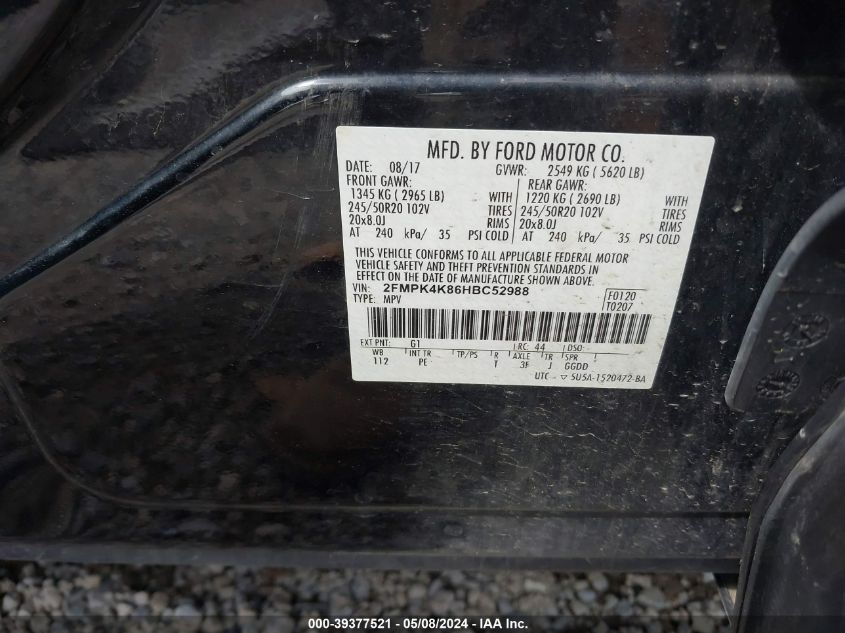 MFD. BY FORD MOTOR CO.
DATE: 08/17 GVWR: 2549 KG ( 5620 LB)
FRONT GAWR: REAR GAWR:
1345 KG ( 2965 LB) WITH 1220 KG ( 2690 LB) WITH
245/50R20 102V TIRES 245/50R20 102V TIRES
20x8.0J RIMS 20x8.0J RIMS
AT 240 kPa/ 35 PSI COLD AT 240 kPa/ 35 PSI COLD
THIS VEHICLE CONFORMS TO ALL APPLICABLE FEDERAL MOTOR
VEHICLE SAFETY AND THEFT PREVENTION STANDARDS IN
EFFECT ON THE DATE OF MANUFACTURE SHOWN ABOVE.
VIN: 2FMPK4K86HBC52988 F0120
TYPE: MPV T0207
EXT PNT: G1 RC: 44 DSO:
WB INT TR TP/PS R AXLE TR SPR
112 PE T 3F J GGDD
UTC ▽ 5U5A-1520472-BA
000-39377521 - 05/08/2024 - IAA Inc.